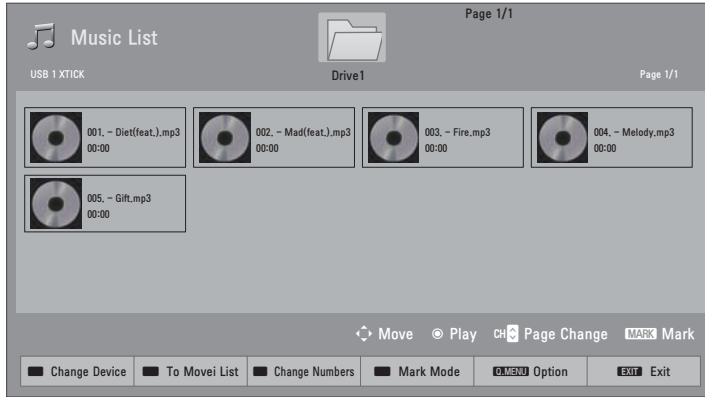 Page 1/1
Music List
USB 1 XTICK
Drive1
Page 1/1
001. - Diet(feat.).mp3
00:00
002. - Mad(feat.).mp3
00:00
003. - Fire.mp3
00:00
004. - Melody.mp3
00:00
005. - Gift.mp3
00:00
Move
Play
CH Page Change
MARK Mark
Change Device
To Movei List
Change Numbers
Mark Mode
Q.MENU Option
EXIT Exit